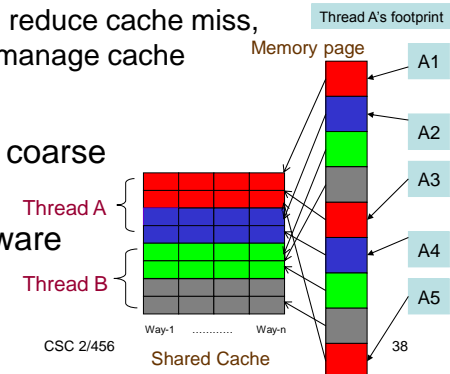 reduce cache miss,
manage cache
coarse
ware
Thread A's footprint
Memory page
A1
A2
A3
A4
A5
Thread A
Thread B
Way-1 ............ Way-n
Shared Cache
CSC 2/456
38